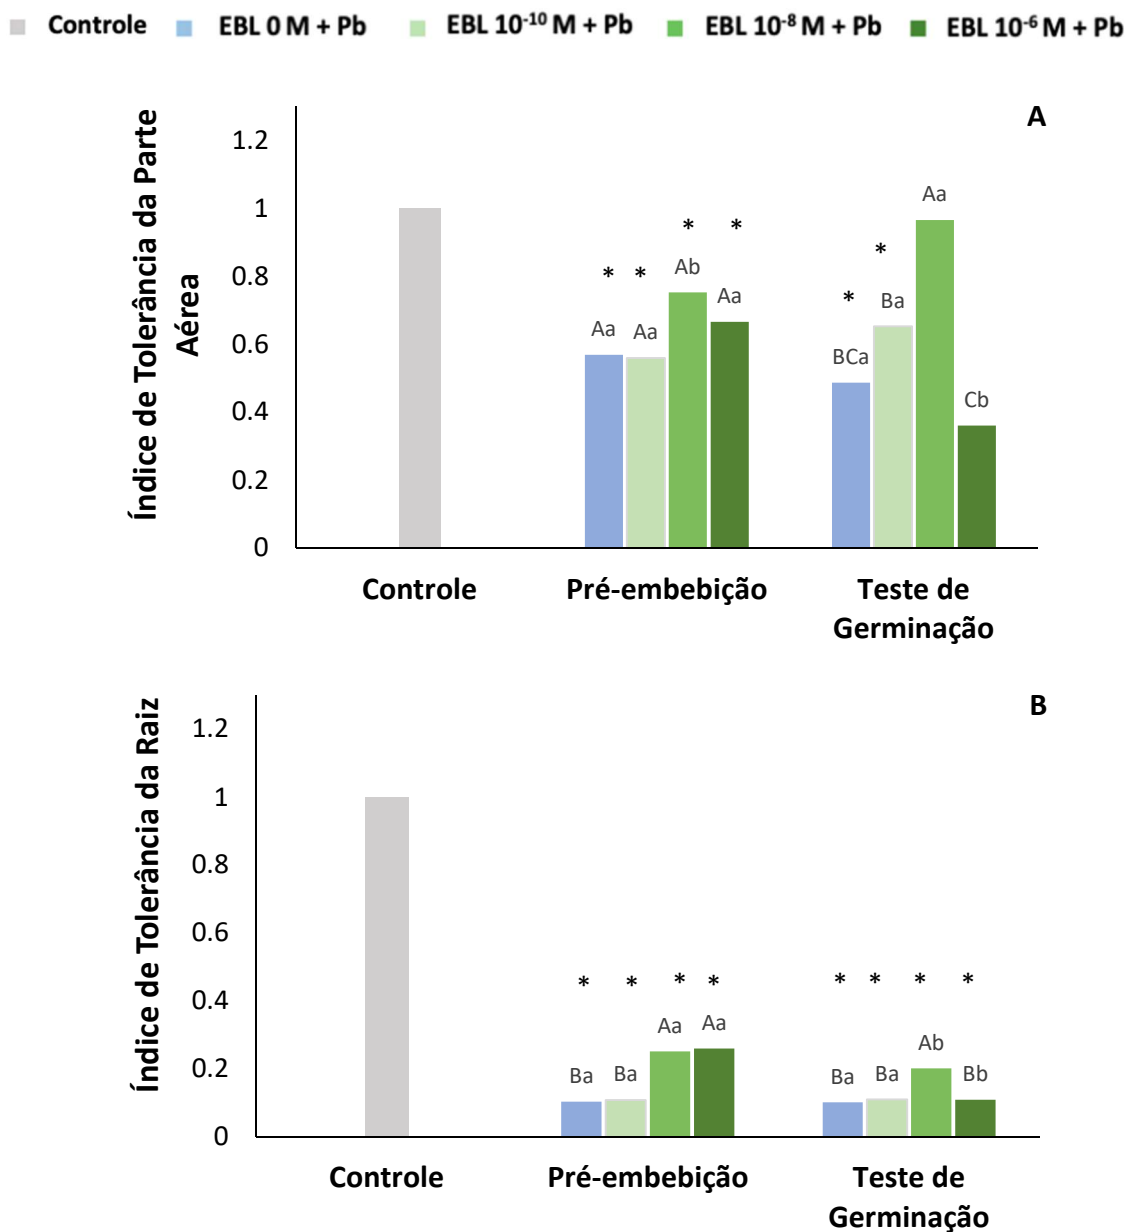 Controle EBL 0 M + Pb EBL 10⁻¹⁰ M + Pb EBL 10⁻⁸ M + Pb EBL 10⁻⁶ M + Pb
A
Índice de Tolerância da Parte
Aérea
1.2
1
0.8
0.6
0.4
0.2
0
* * * *
Aa Aa Ab Aa
* *
BCa Ba Aa Cb
Controle Pré-embebição Teste de
Germinação
B
Índice de Tolerância da Raiz
1.2
1
0.8
0.6
0.4
0.2
0
* * * * * * * *
Ba Ba Aa Aa Ba Ba Ab Bb
Controle Pré-embebição Teste de
Germinação